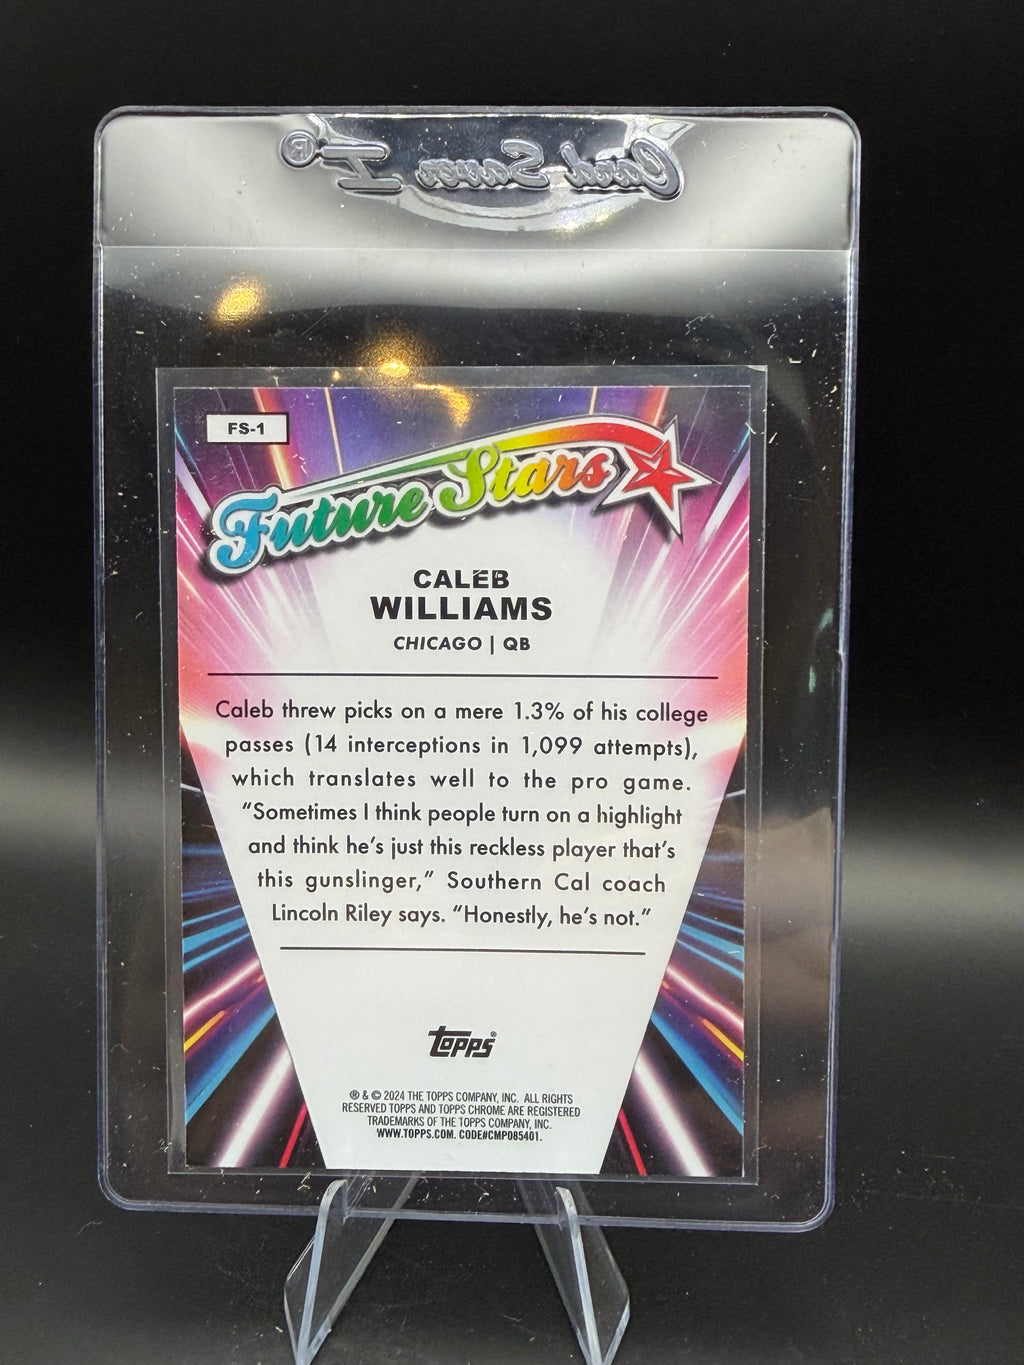 Card Saver I®
FS-1
Future Stars
CALEB
WILLIAMS
CHICAGO | QB
Caleb threw picks on a mere 1.3% of his college
passes (14 interceptions in 1,099 attempts),
which translates well to the pro game.
“Sometimes I think people turn on a highlight
and think he’s just this reckless player that’s
this gunslinger,” Southern Cal coach
Lincoln Riley says. “Honestly, he’s not.”
Topps®
® & © 2024 THE TOPPS COMPANY, INC. ALL RIGHTS
RESERVED TOPPS AND TOPPS CHROME ARE REGISTERED
TRADEMARKS OF THE TOPPS COMPANY, INC.
WWW.TOPPS.COM. CODE#CMP085401.